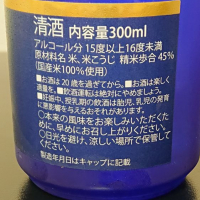 清酒 内容量300ml
アルコール分 15度以上16度未満
原材料名 米、米こうじ 精米歩合 45%
(国産米100%使用)
●お酒は20歳を過ぎてから。●お酒は楽しく
適量を。●飲酒運転は絶対にやめましょう。
●妊娠中、授乳期の飲酒は胎児、乳児の発育
に悪影響を与えるおそれがあります。
○本来の風味をお楽しみいただくた
めに、早めにお召し上がり下さい。
○日光を避け、涼しい場所で保管して
ください。
製造年月日はキャップに記載